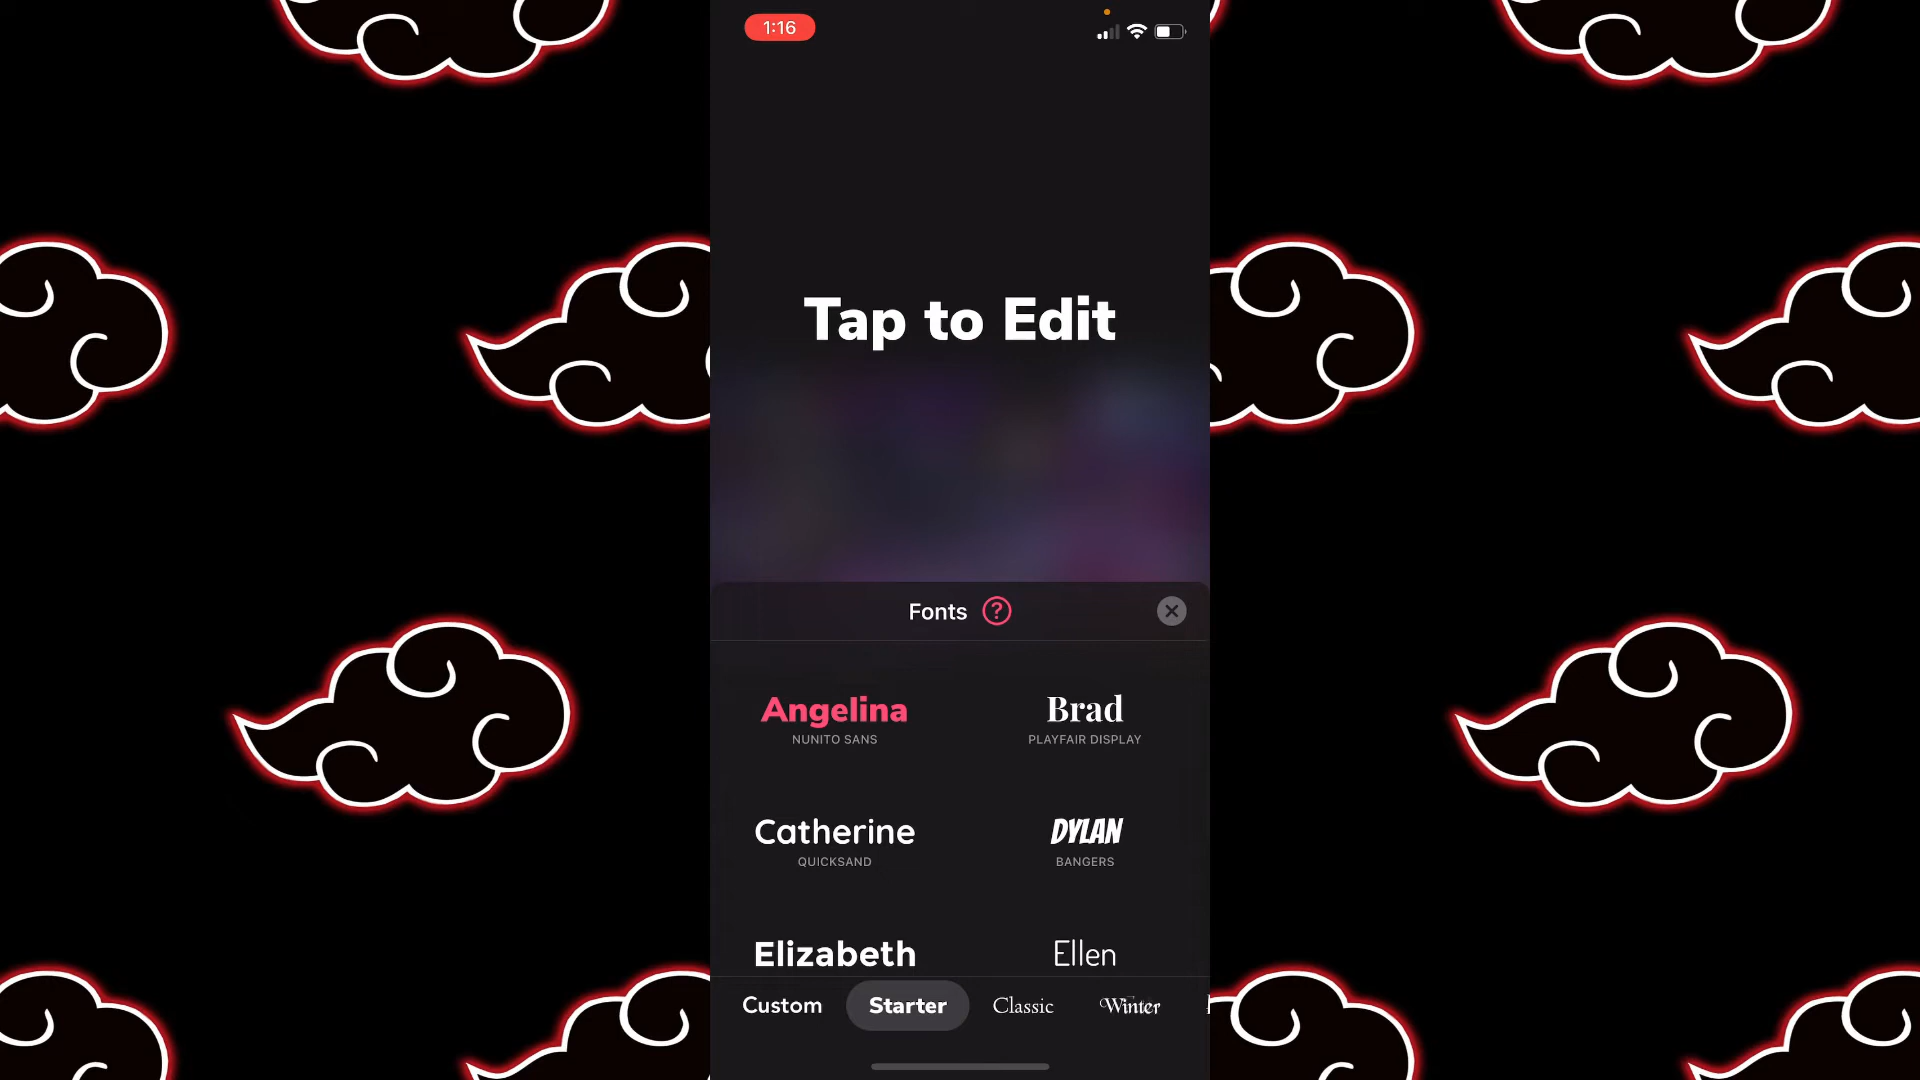 1:16
Tap to Edit
Fonts ?
Angelina Brad
NUNITO SANS PLAYFAIR DISPLAY
Catherine DYLAN
QUICKSAND BANGERS
Elizabeth Ellen
Custom Starter Classic Winter